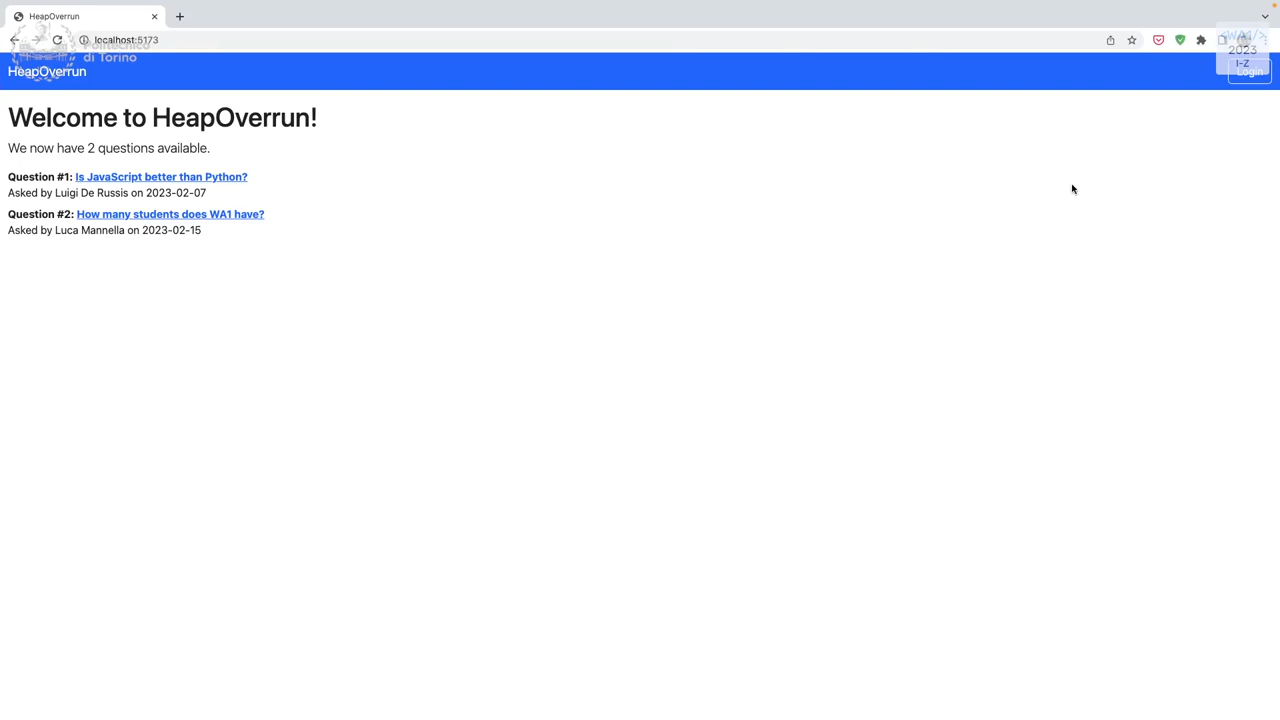 HeapOverrun
localhost:5173
Politecnico
di Torino
<WA1/>
2023
I-Z
HeapOverrun
Login
Welcome to HeapOverrun!
We now have 2 questions available.
Question #1: Is JavaScript better than Python?
Asked by Luigi De Russis on 2023-02-07
Question #2: How many students does WA1 have?
Asked by Luca Mannella on 2023-02-15